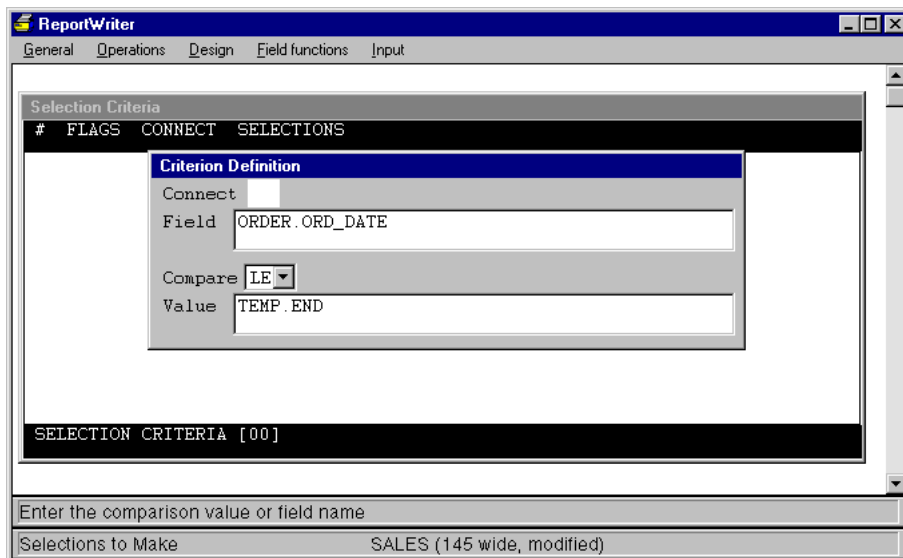 ReportWriter
General Operations Design Field functions Input
Selection Criteria
# FLAGS CONNECT SELECTIONS
Criterion Definition
Connect
Field ORDER.ORD_DATE
Compare LE
Value TEMP.END
SELECTION CRITERIA [00]
Enter the comparison value or field name
Selections to Make SALES (145 wide, modified)